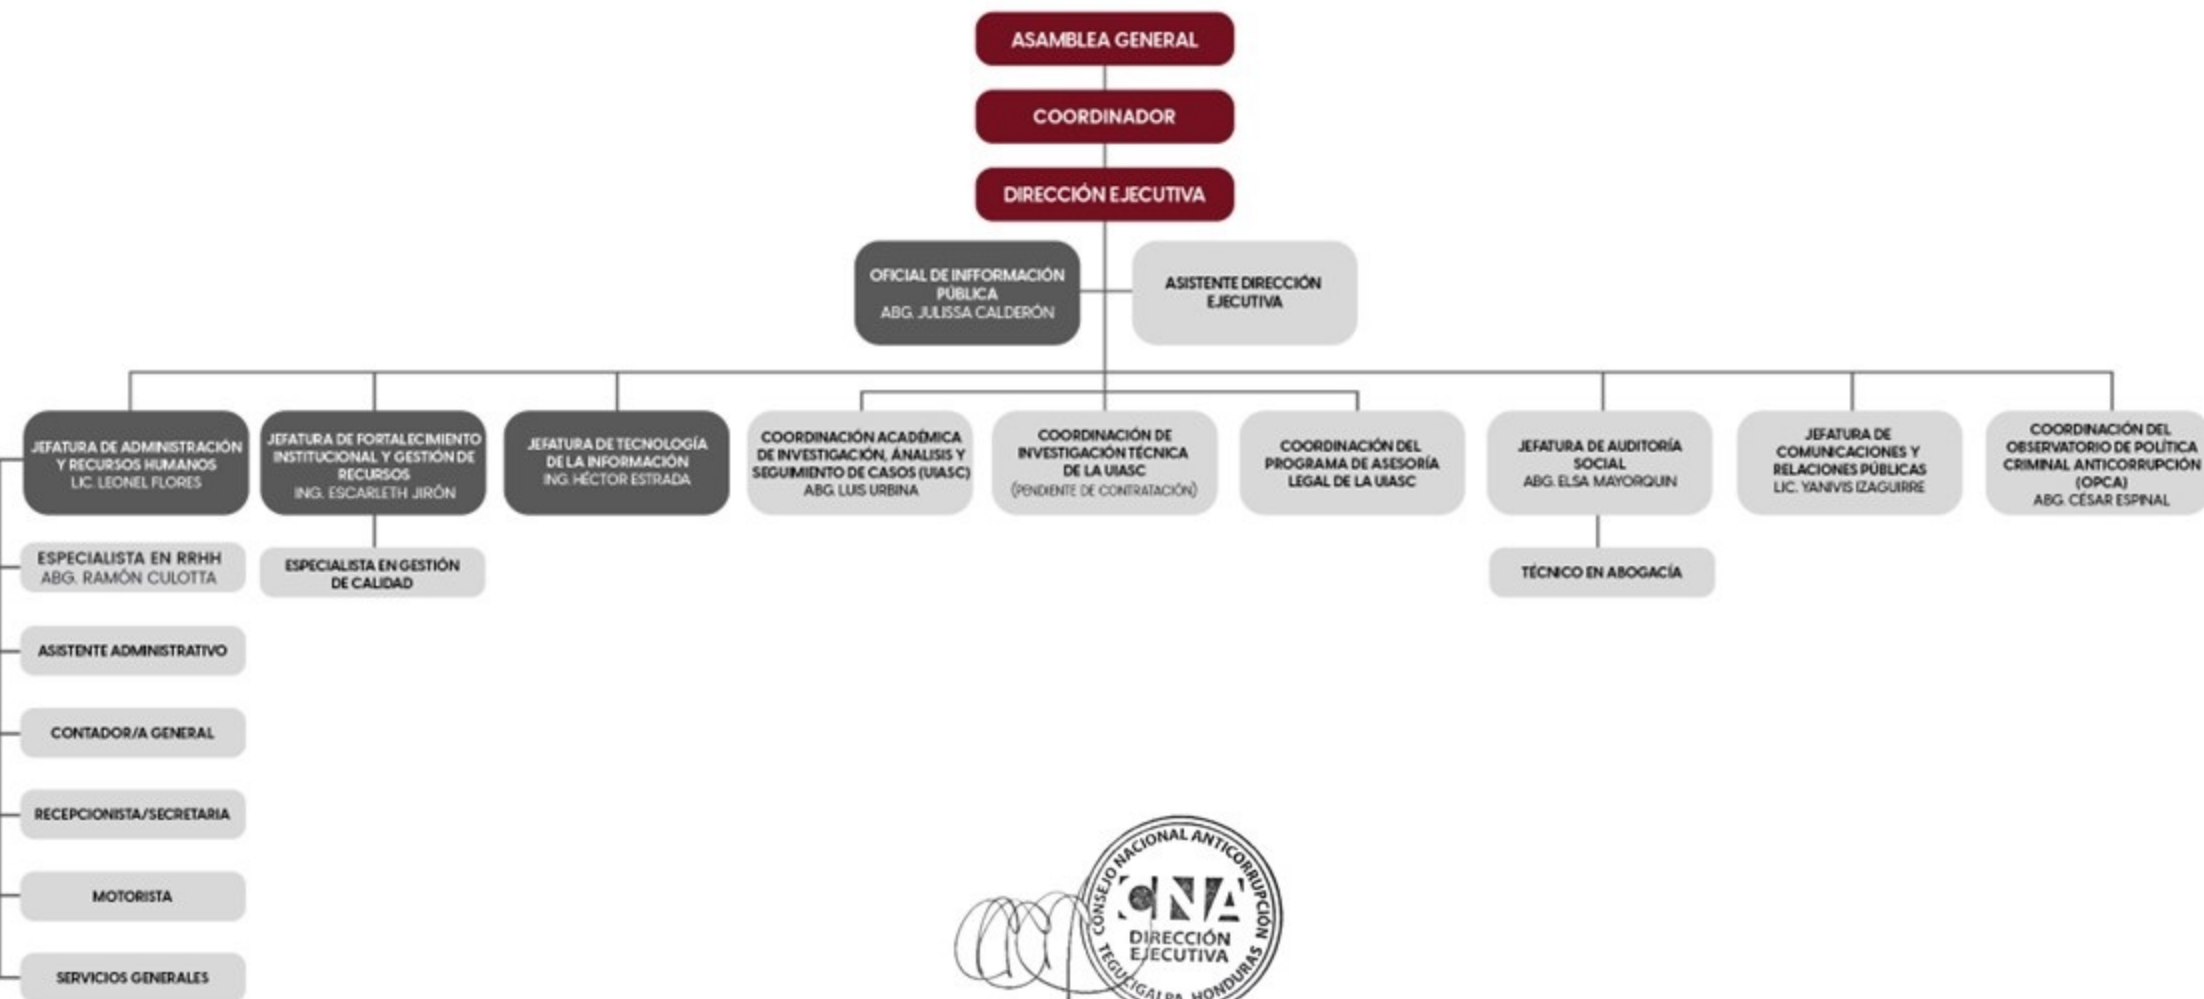 ASAMBLEA GENERAL
COORDINADOR
DIRECCIÓN EJECUTIVA
OFICIAL DE INFFORMACIÓN
PÚBLICA
ABG. JULISSA CALDERÓN
ASISTENTE DIRECCIÓN
EJECUTIVA
JEFATURA DE ADMINISTRACIÓN
Y RECURSOS HUMANOS
LIC. LEONEL FLORES
JEFATURA DE FORTALECIMIENTO
INSTITUCIONAL Y GESTIÓN DE
RECURSOS
ING. ESCARLETH JIRÓN
JEFATURA DE TECNOLOGÍA
DE LA INFORMACIÓN
ING. HÉCTOR ESTRADA
COORDINACIÓN ACADÉMICA
DE INVESTIGACIÓN, ÁNALISIS Y
SEGUIMIENTO DE CASOS (UIASC)
ABG. LUIS URBINA
COORDINACIÓN DE
INVESTIGACIÓN TÉCNICA
DE LA UIASC
(PENDIENTE DE CONTRATACIÓN)
COORDINACIÓN DEL
PROGRAMA DE ASESORÍA
LEGAL DE LA UIASC
JEFATURA DE AUDITORÍA
SOCIAL
ABG. ELSA MAYORQUIN
JEFATURA DE
COMUNICACIONES Y
RELACIONES PÚBLICAS
LIC. YANIVIS IZAGUIRRE
COORDINACIÓN DEL
OBSERVATORIO DE POLÍTICA
CRIMINAL ANTICORRUPCIÓN
(OPCA)
ABG. CÉSAR ESPINAL
ESPECIALISTA EN RRHH
ABG. RAMÓN CULOTTA
ESPECIALISTA EN GESTIÓN
DE CALIDAD
TÉCNICO EN ABOGACÍA
ASISTENTE ADMINISTRATIVO
CONTADOR/A GENERAL
RECEPCIONISTA/SECRETARIA
MOTORISTA
SERVICIOS GENERALES
CONSEJO NACIONAL ANTICORRUPCIÓN
CNA
DIRECCIÓN
EJECUTIVA
TEGUCIGALPA, HONDURAS